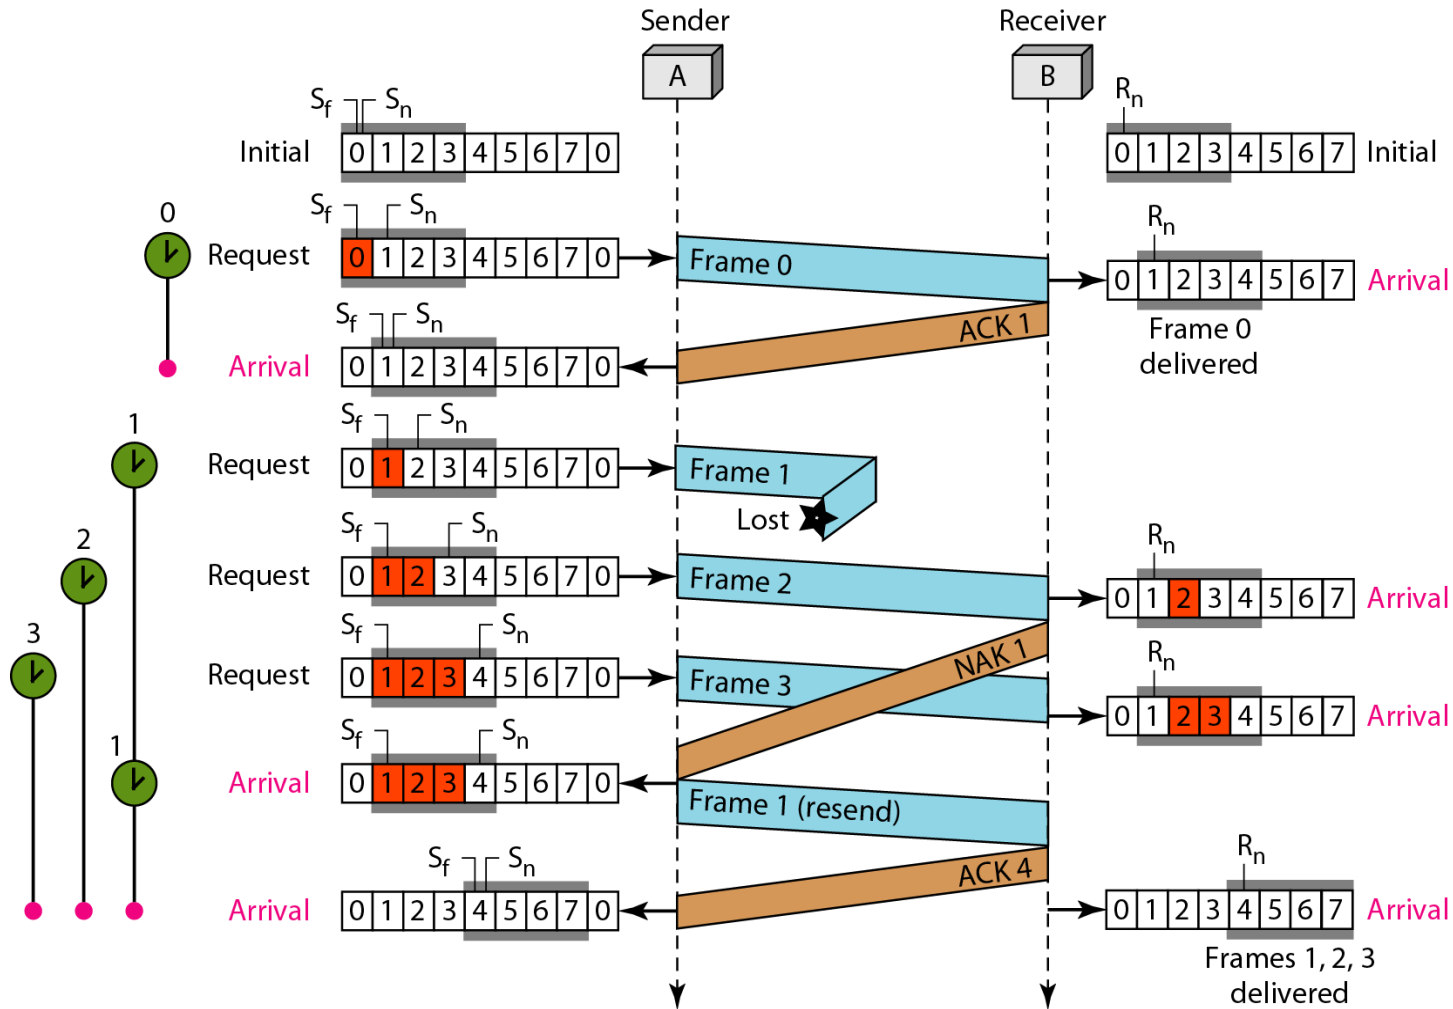 Sender Receiver
A B
Sf Sn Rn
Initial 0 1 2 3 4 5 6 7 0 0 1 2 3 4 5 6 7 Initial
0 Sf Sn Rn
Request 0 1 2 3 4 5 6 7 0 Frame 0 0 1 2 3 4 5 6 7 Arrival
Sf Sn ACK 1 Frame 0
Arrival 0 1 2 3 4 5 6 7 0 delivered
1 Sf Sn
Request 0 1 2 3 4 5 6 7 0 Frame 1
Lost
2 Sf Sn Rn
Request 0 1 2 3 4 5 6 7 0 Frame 2 0 1 2 3 4 5 6 7 Arrival
3 Sf Sn NAK 1 Rn
Request 0 1 2 3 4 5 6 7 0 Frame 3 0 1 2 3 4 5 6 7 Arrival
1 Sf Sn
Arrival 0 1 2 3 4 5 6 7 0 Frame 1 (resend)
Sf Sn ACK 4 Rn
Arrival 0 1 2 3 4 5 6 7 0 0 1 2 3 4 5 6 7 Arrival
Frames 1, 2, 3
delivered